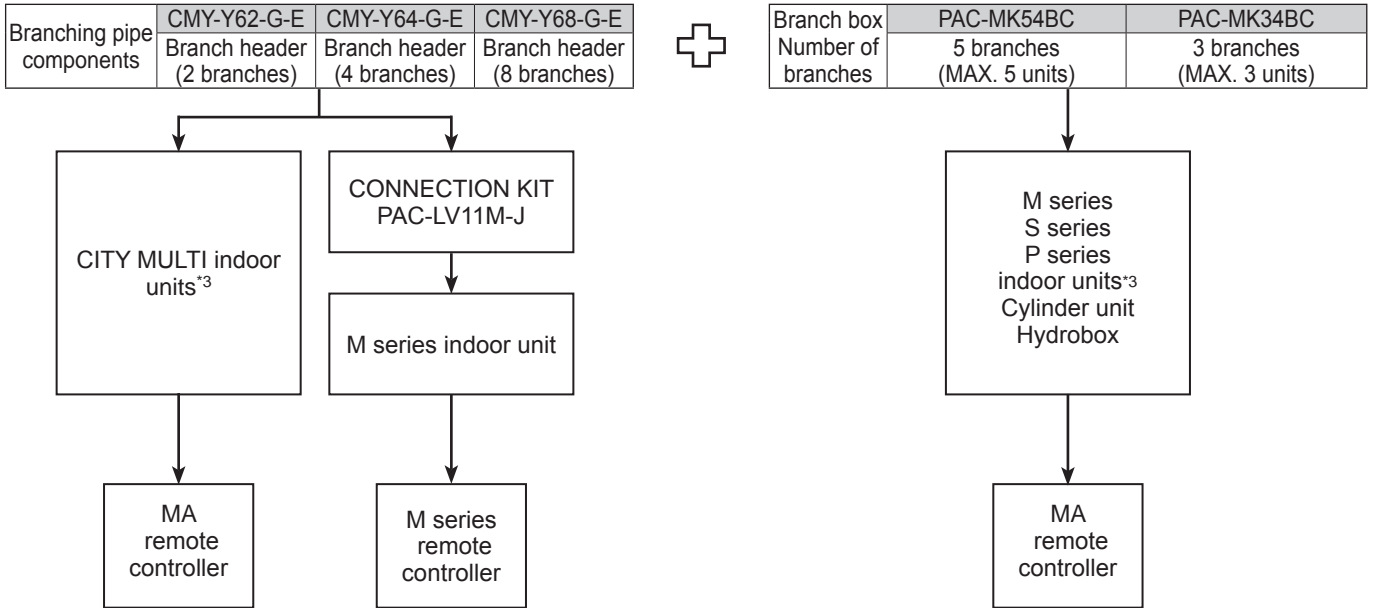 Branching pipe
components
CMY-Y62-G-E
CMY-Y64-G-E
CMY-Y68-G-E
Branch header
(2 branches)
Branch header
(4 branches)
Branch header
(8 branches)
Branch box
Number of
branches
PAC-MK54BC
PAC-MK34BC
5 branches
(MAX. 5 units)
3 branches
(MAX. 3 units)
CITY MULTI indoor
units*3
CONNECTION KIT
PAC-LV11M-J
M series indoor unit
M series
S series
P series
indoor units*3
Cylinder unit
Hydrobox
MA
remote
controller
M series
remote
controller
MA
remote
controller